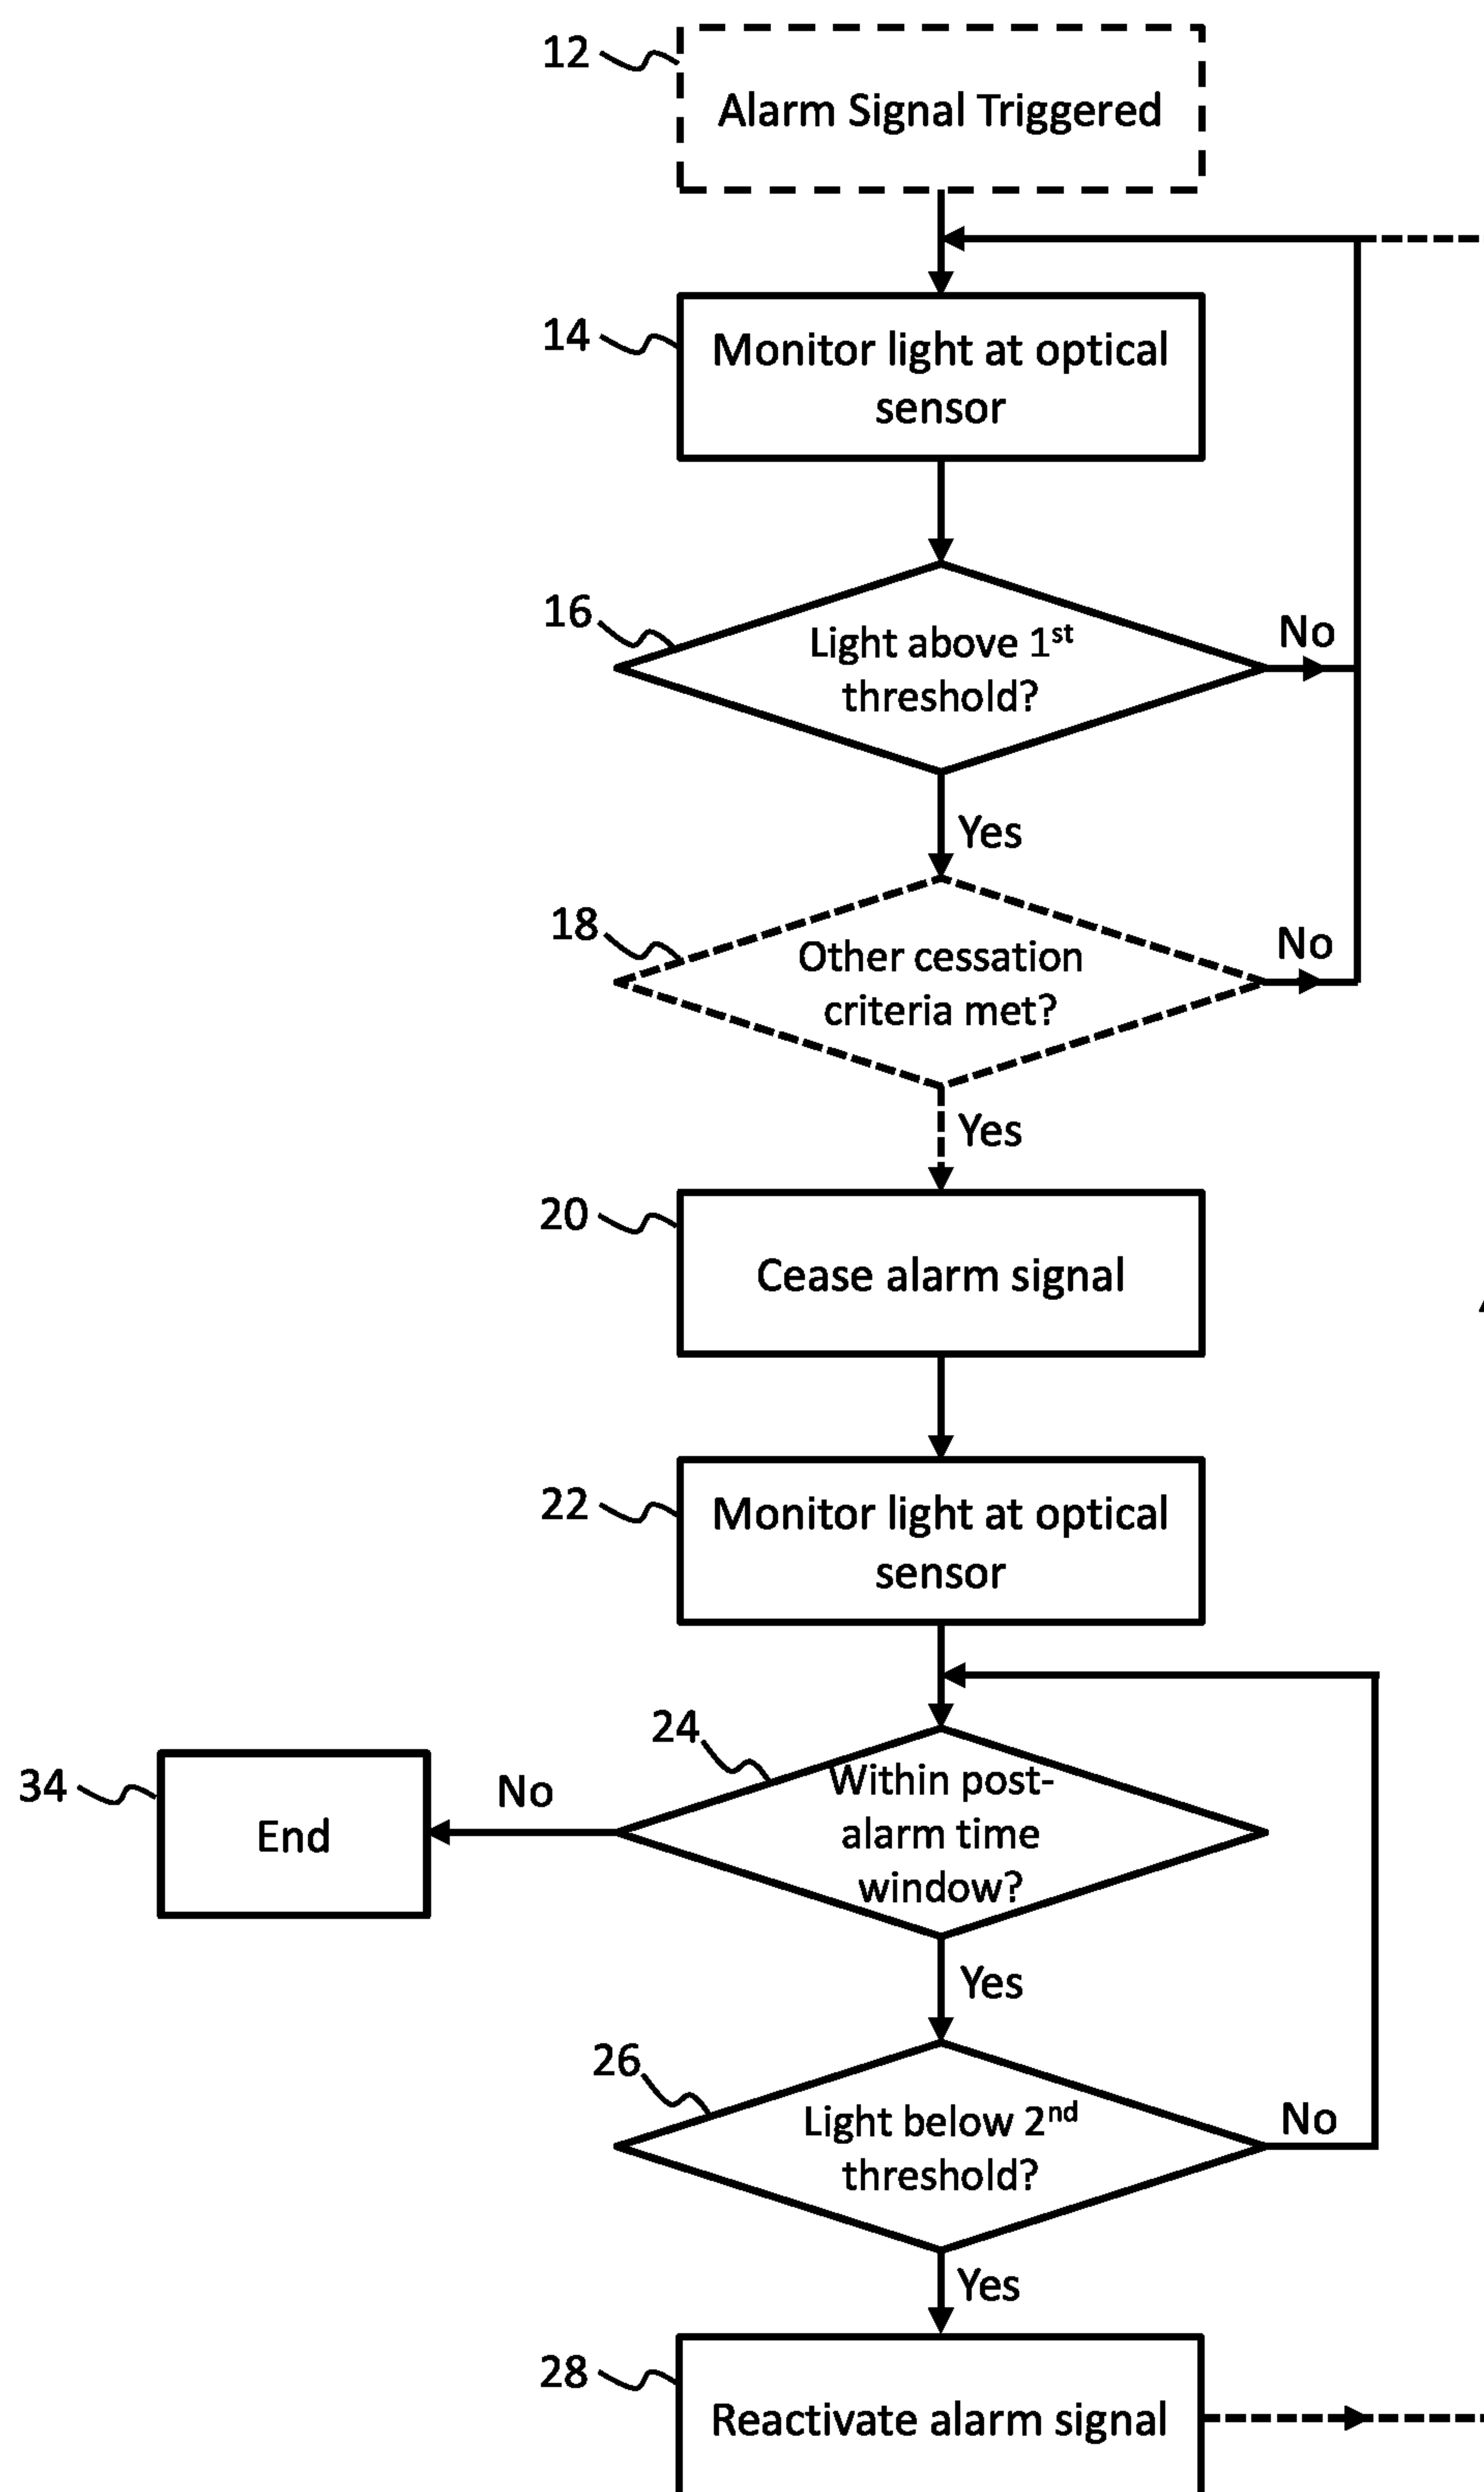 12
Alarm Signal Triggered
14
Monitor light at optical
sensor
16
Light above 1st
threshold?
No
Yes
18
Other cessation
criteria met?
No
Yes
20
Cease alarm signal
22
Monitor light at optical
sensor
24
Within post-
alarm time
window?
34
End
No
Yes
26
Light below 2nd
threshold?
No
Yes
28
Reactivate alarm signal